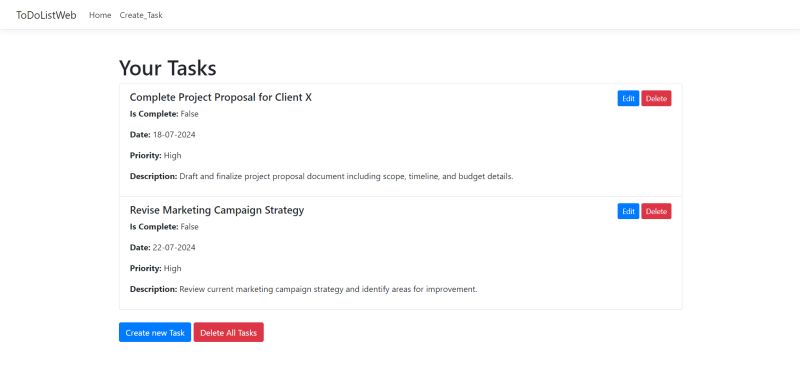 ToDoListWeb Home Create_Task
Your Tasks
Complete Project Proposal for Client X Edit Delete
Is Complete: False
Date: 18-07-2024
Priority: High
Description: Draft and finalize project proposal document including scope, timeline, and budget details.
Revise Marketing Campaign Strategy Edit Delete
Is Complete: False
Date: 22-07-2024
Priority: High
Description: Review current marketing campaign strategy and identify areas for improvement.
Create new Task Delete All Tasks